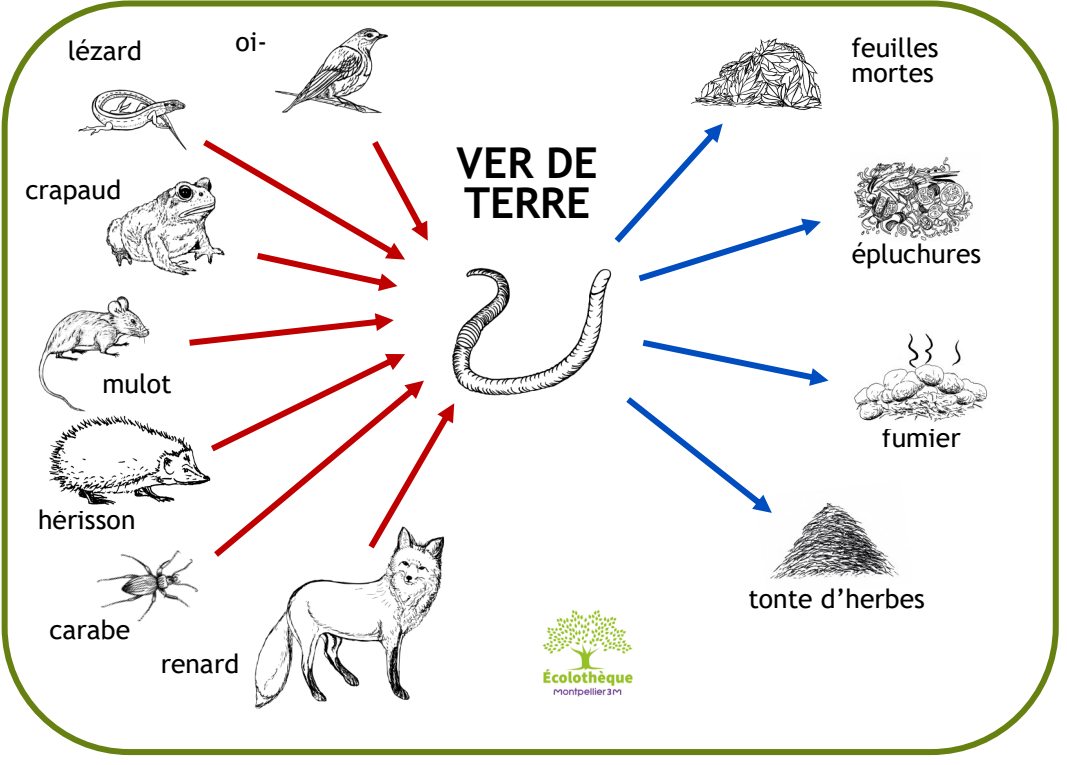 lézard
oi-
feuilles
mortes
VER DE
TERRE
crapaud
épluchures
mulot
fumier
hérisson
tonte d'herbes
carabe
renard
Écolothèque
montpellier3m